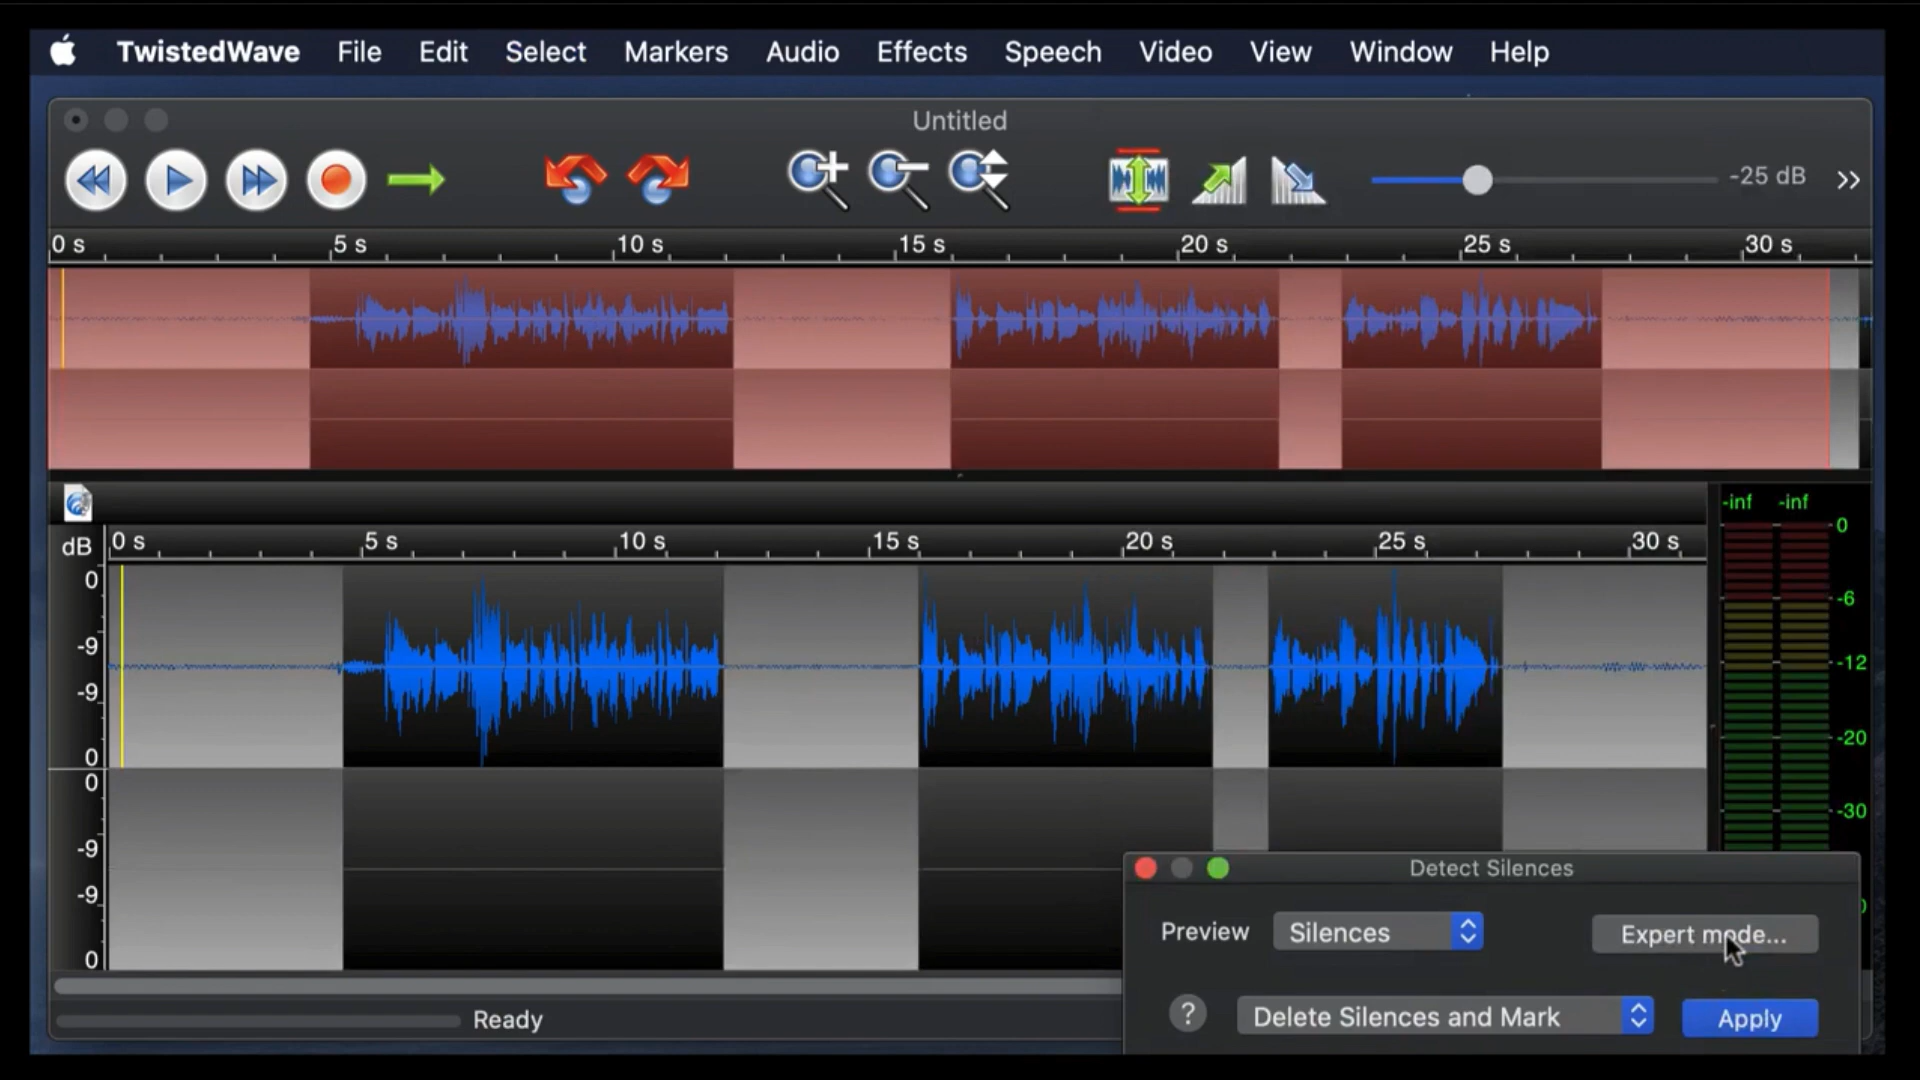 TwistedWave File Edit Select Markers Audio Effects Speech Video View Window Help
Untitled
-25 dB
0 s 5 s 10 s 15 s 20 s 25 s 30 s
-inf -inf
dB 0 s 5 s 10 s 15 s 20 s 25 s 30 s
0
-9
-9
0
0
-9
-9
0
0
-6
-12
-20
-30
Detect Silences
Preview Silences Expert mode...
? Delete Silences and Mark Apply
Ready